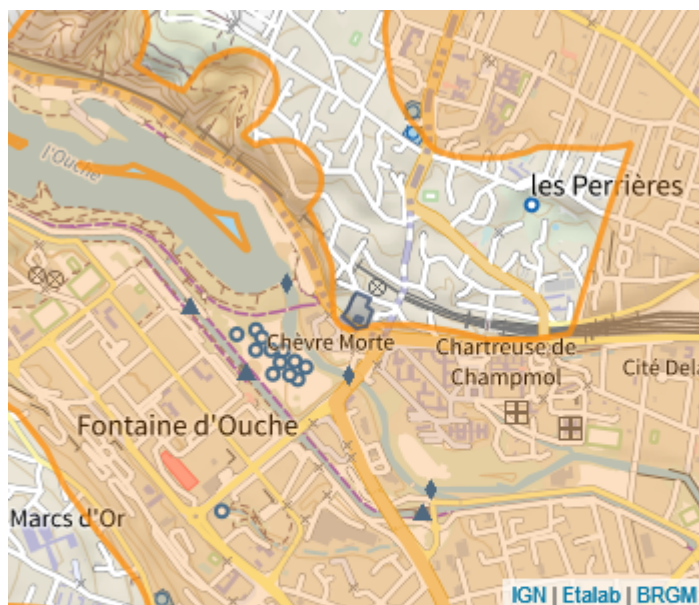 l'Ouche
les Perrières
Chèvre Morte
Chartreuse de
Champmol
Cité Dela
Fontaine d'Ouche
Marcs d'Or
IGN | Etalab | BRGM